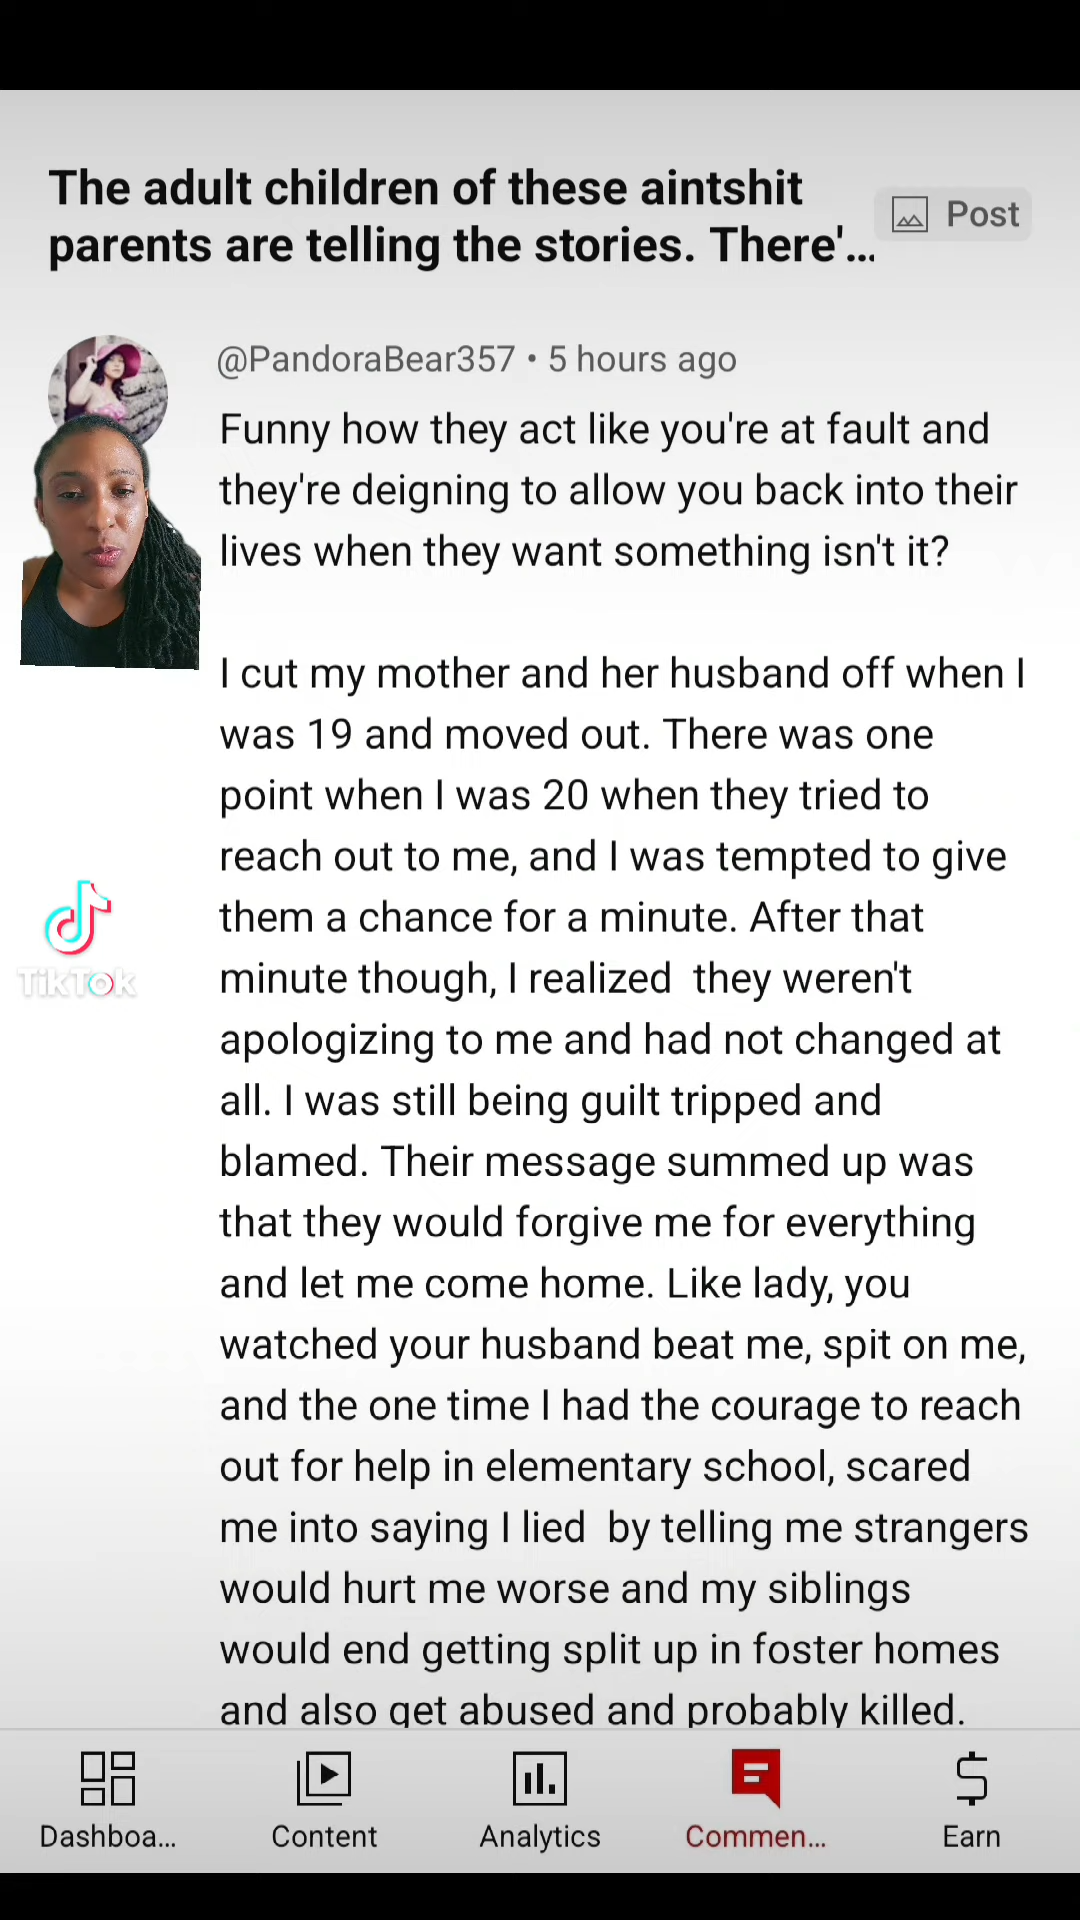 The adult children of these aintshit
parents are telling the stories. There'...
Post
@PandoraBear357 • 5 hours ago
Funny how they act like you're at fault and
they're deigning to allow you back into their
lives when they want something isn't it?
I cut my mother and her husband off when I
was 19 and moved out. There was one
point when I was 20 when they tried to
reach out to me, and I was tempted to give
them a chance for a minute. After that
minute though, I realized  they weren't
apologizing to me and had not changed at
all. I was still being guilt tripped and
blamed. Their message summed up was
that they would forgive me for everything
and let me come home. Like lady, you
watched your husband beat me, spit on me,
and the one time I had the courage to reach
out for help in elementary school, scared
me into saying I lied  by telling me strangers
would hurt me worse and my siblings
would end getting split up in foster homes
and also get abused and probably killed.
TikTok
Dashboa...
Content
Analytics
Commen...
Earn